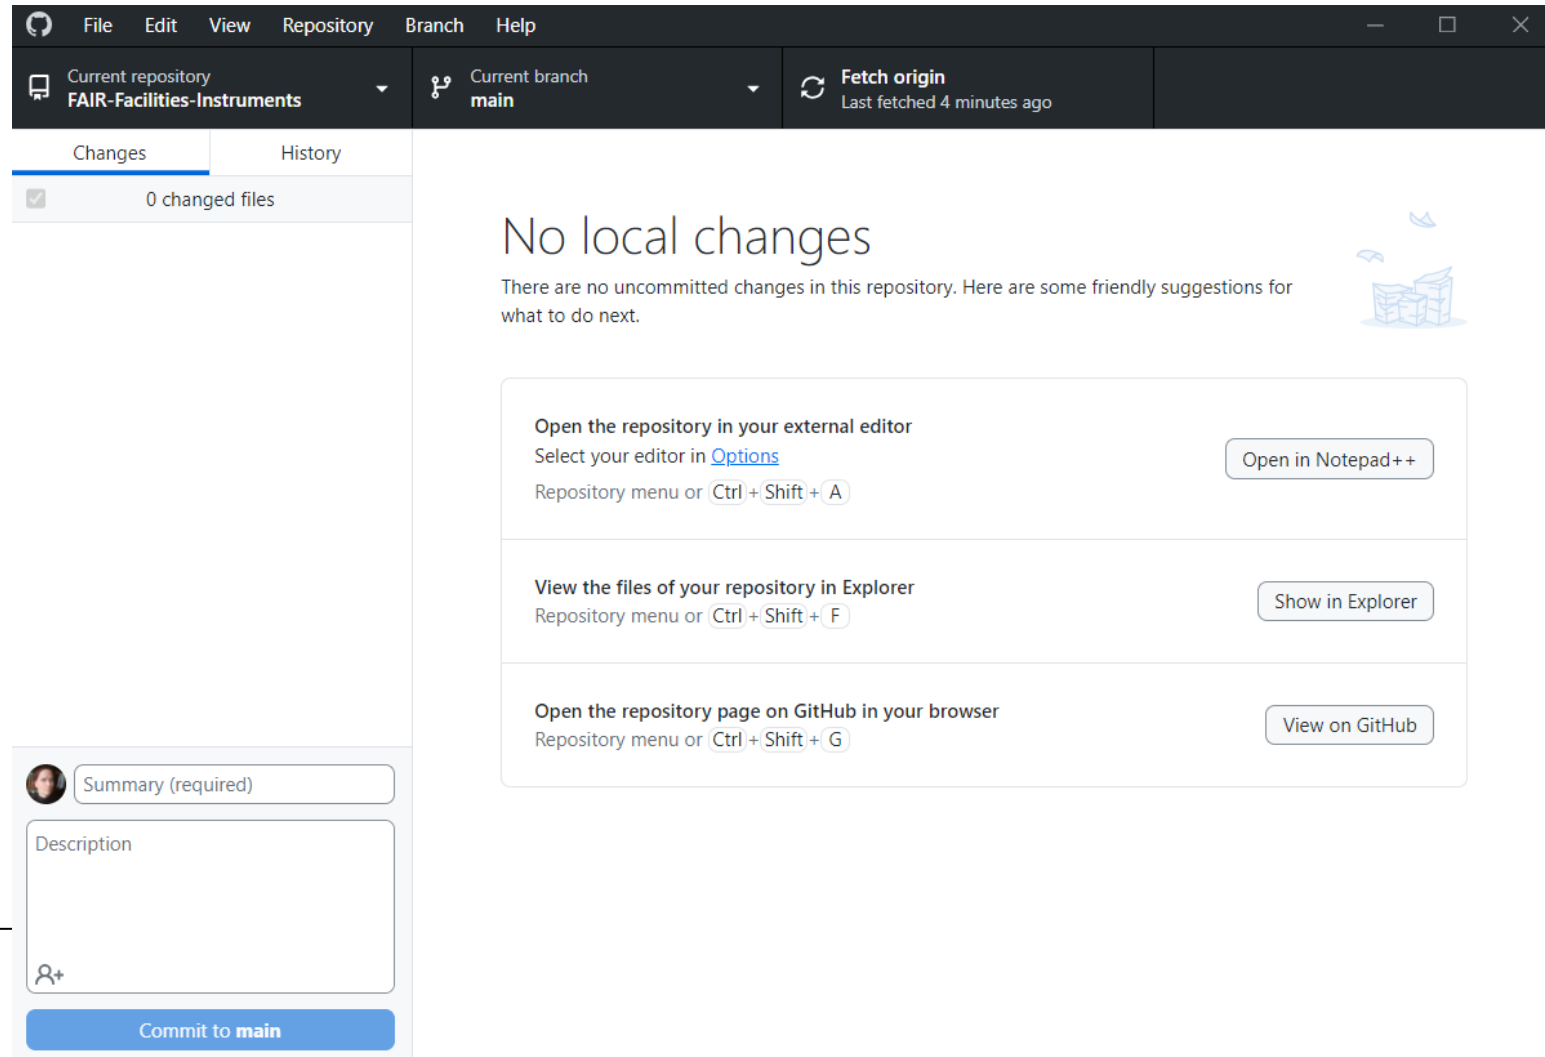 File Edit View Repository Branch Help
Current repository
FAIR-Facilities-Instruments
Current branch
main
Fetch origin
Last fetched 4 minutes ago
Changes History
0 changed files
No local changes
There are no uncommitted changes in this repository. Here are some friendly suggestions for
what to do next.
Open the repository in your external editor
Select your editor in Options
Repository menu or Ctrl + Shift + A
Open in Notepad++
View the files of your repository in Explorer
Repository menu or Ctrl + Shift + F
Show in Explorer
Open the repository page on GitHub in your browser
Repository menu or Ctrl + Shift + G
View on GitHub
Summary (required)
Description
Commit to main